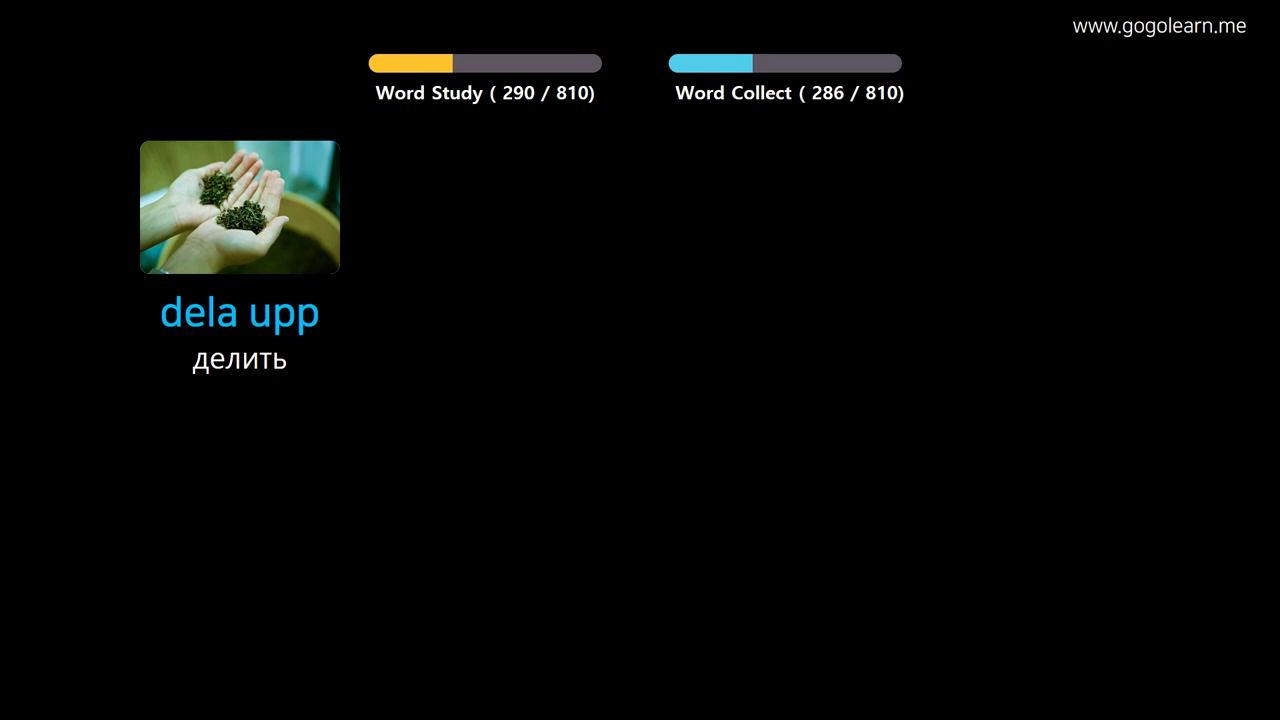 www.gogolearn.me
Word Study ( 290 / 810)
Word Collect ( 286 / 810)
dela upp
делить